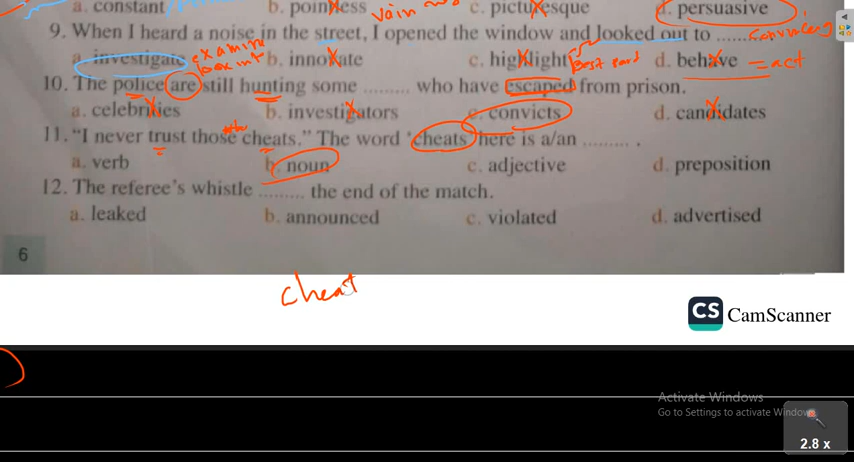 a. constant b. pointless vain c. picturesque d. persuasive
9. When I heard a noise in the street, I opened the window and looked out to ...... convincing
a. investigate examine b. innovate c. highlight d. behave = act
10. The police are still hunting some ......... who have escaped from prison.
a. celebrities b. investigators c. convicts d. candidates
11. “I never trust those cheats.” The word ‘cheats’ here is a/an ......... .
a. verb b. noun c. adjective d. preposition
12. The referee’s whistle ......... the end of the match.
a. leaked b. announced c. violated d. advertised
6
cheat
CS CamScanner
Activate Windows
Go to Settings to activate Windows
2.8 x